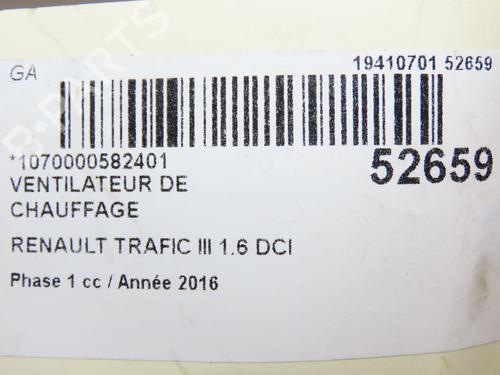 GA
19410701 52659
*1070000582401
52659
VENTILATEUR DE
CHAUFFAGE
RENAULT TRAFIC III 1.6 DCI
Phase 1 cc / Année 2016
B-PARTS